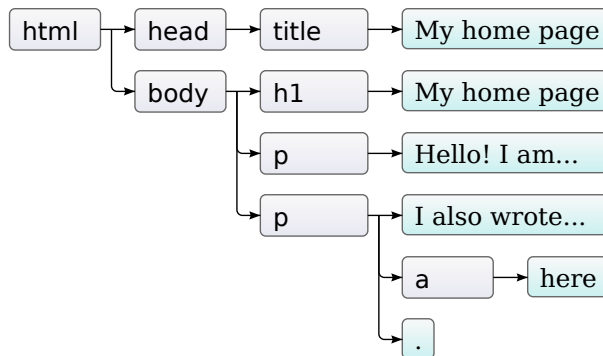 html head title My home page
body h1 My home page
p Hello! I am...
p I also wrote...
a here
.